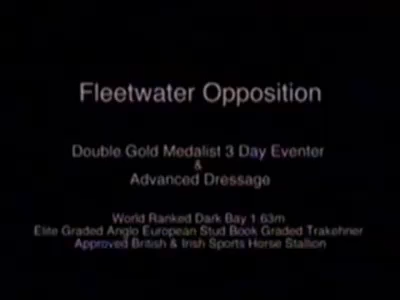 Fleetwater Opposition
Double Gold Medalist 3 Day Eventer
&
Advanced Dressage
World Ranked Dark Bay 1 63m
Elite Graded Anglo European Stud Book Graded Trakehner
Approved British & Irish Sports Horse Stallion